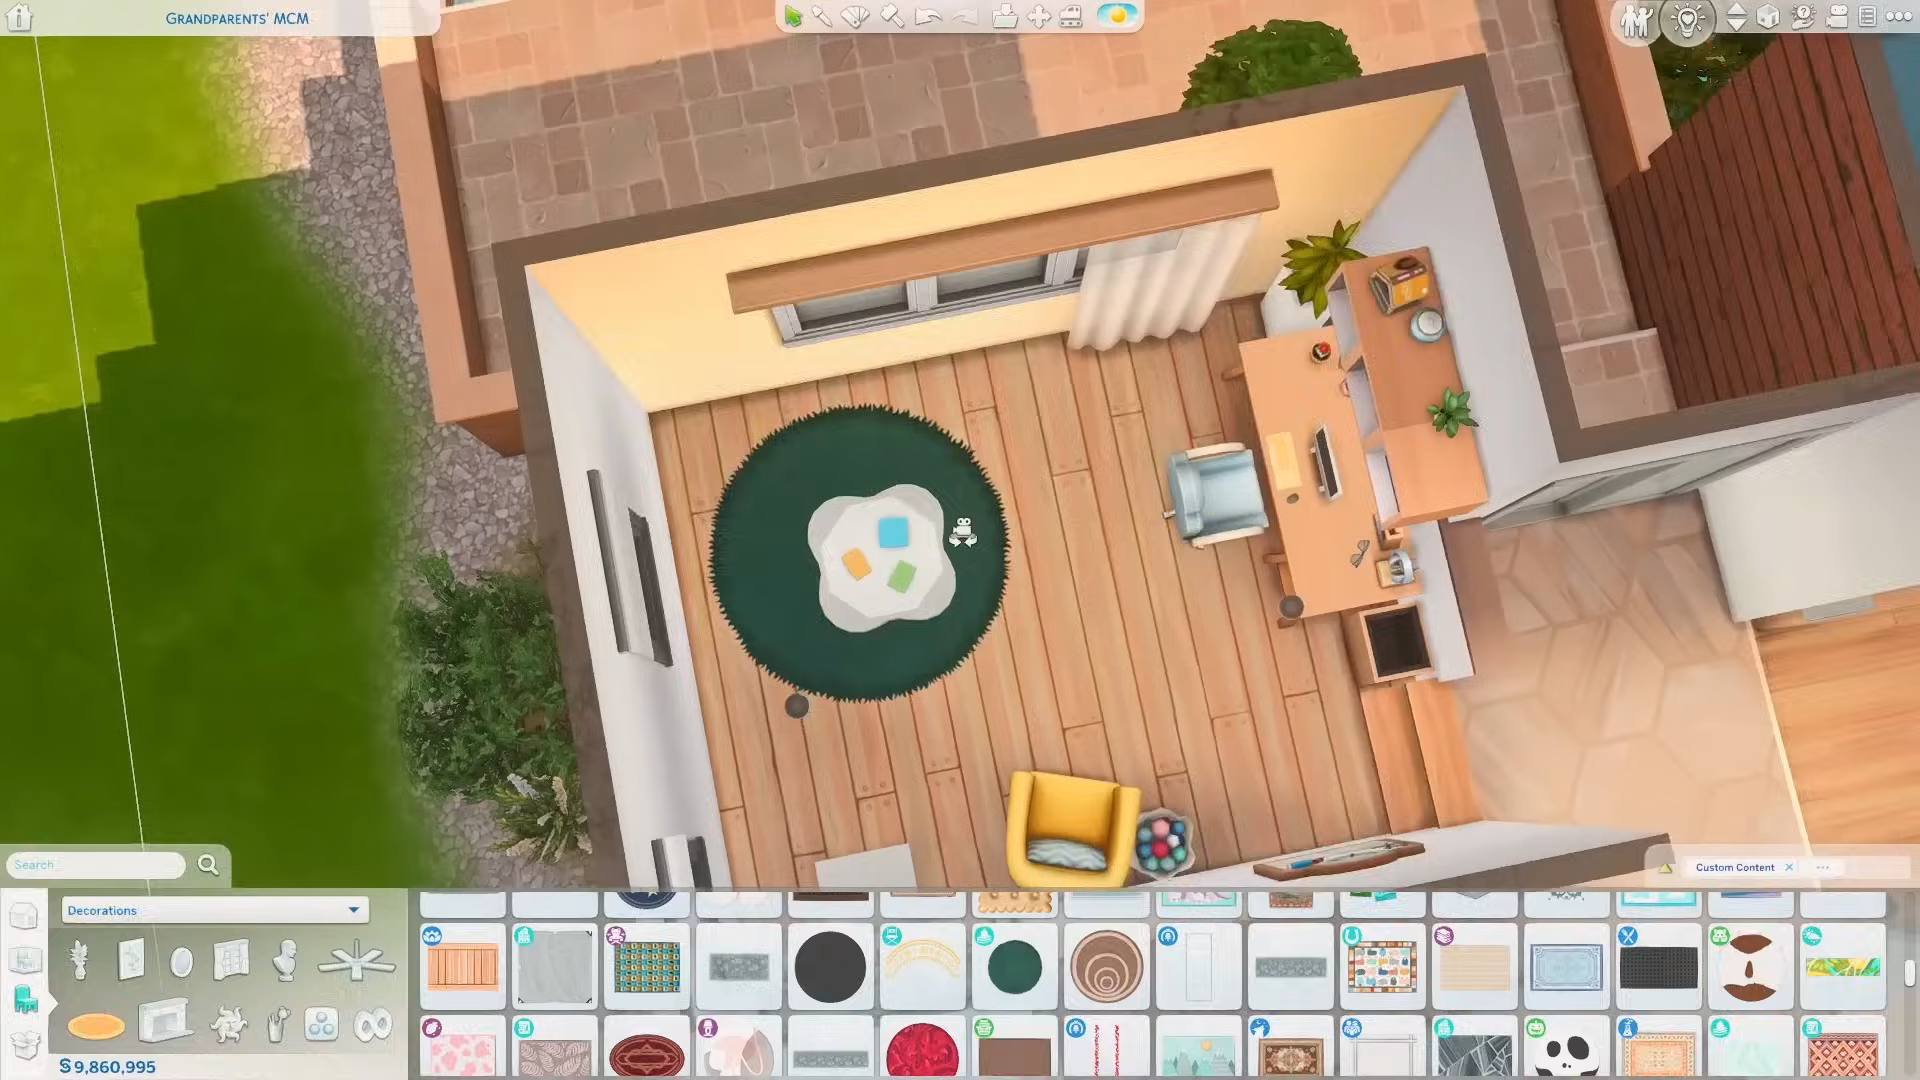 GRANDPARENTS' MCM
Search
Custom Content
Decorations
§9,860,995